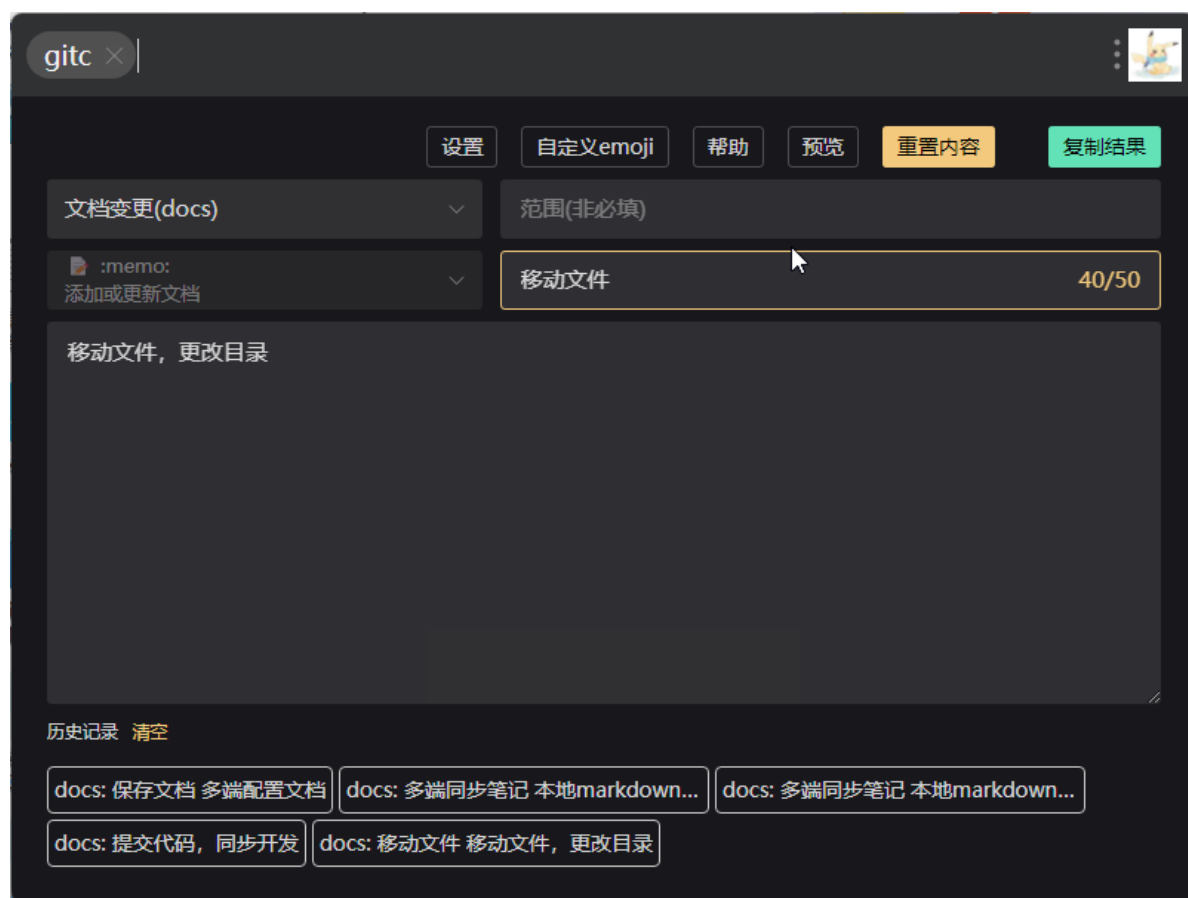 gitc
设置 自定义emoji 帮助 预览 重置内容 复制结果
文档变更(docs) 范围(非必填)
:memo:
添加或更新文档
移动文件 40/50
移动文件，更改目录
历史记录 清空
docs: 保存文档 多端配置文档 docs: 多端同步笔记 本地markdown... docs: 多端同步笔记 本地markdown...
docs: 提交代码，同步开发 docs: 移动文件 移动文件，更改目录